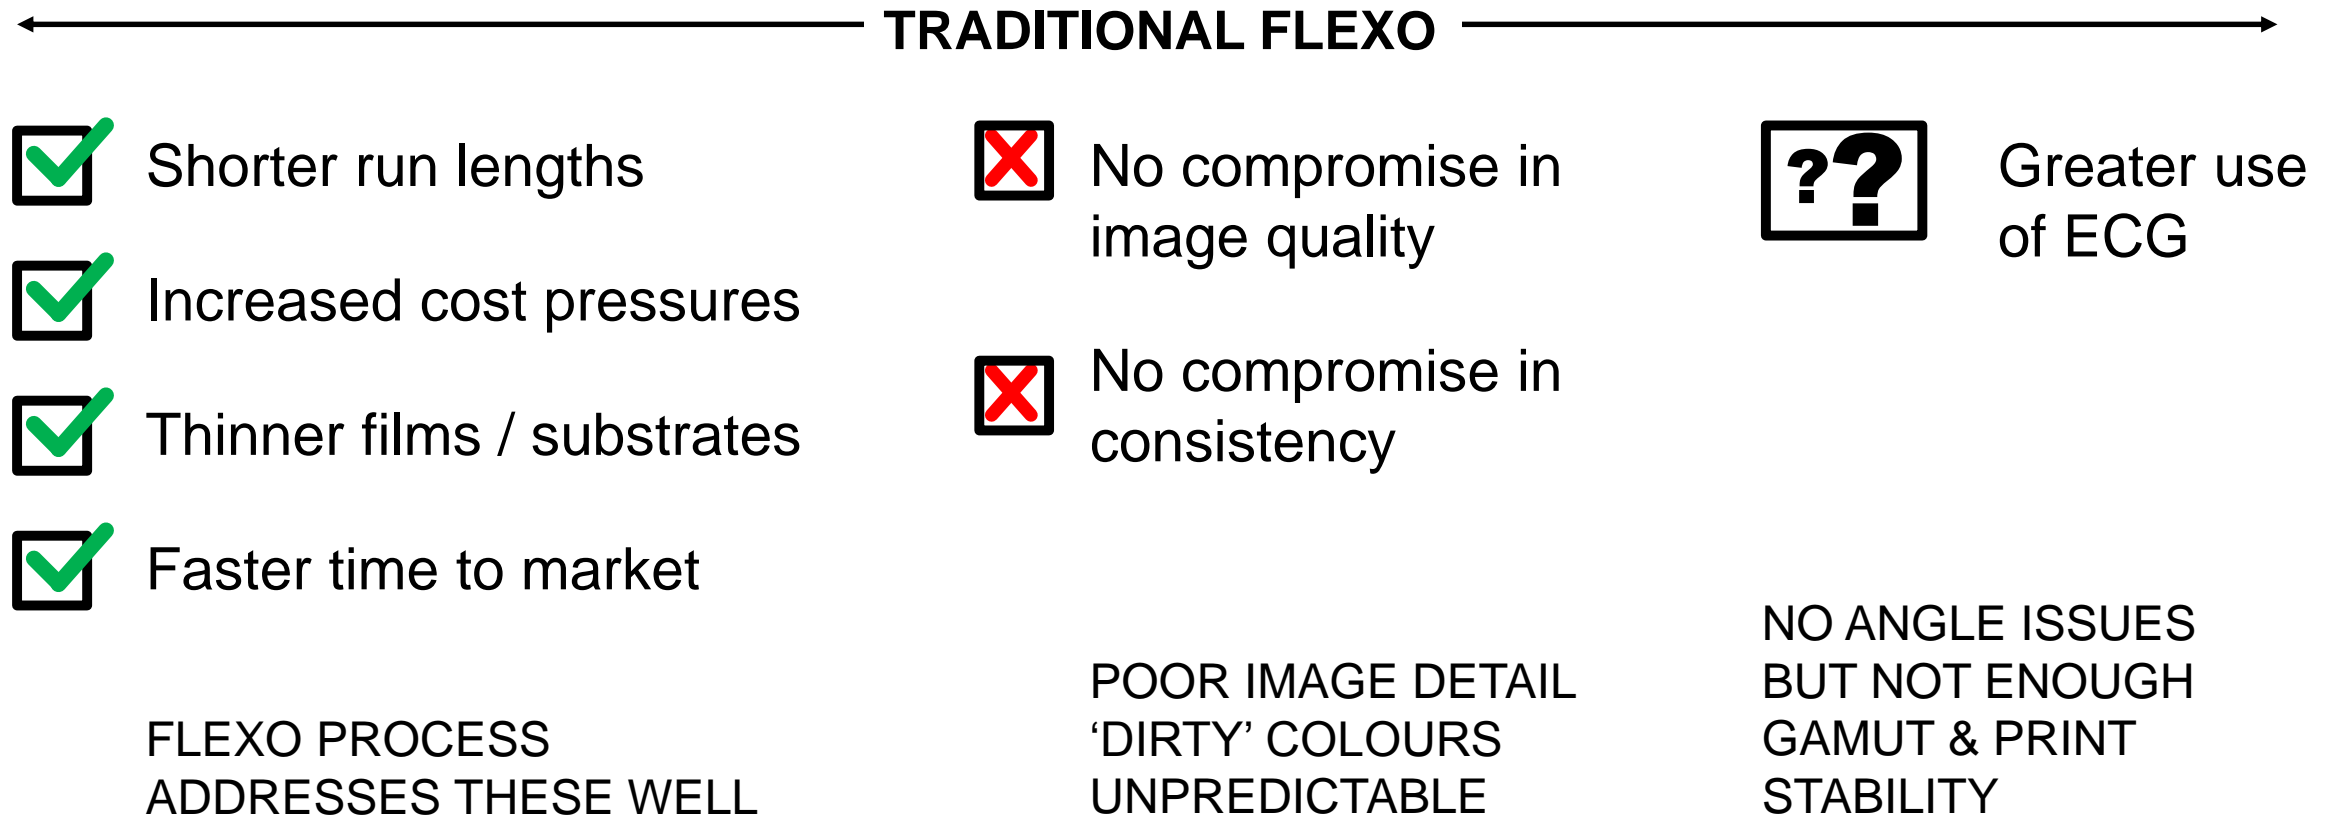 TRADITIONAL FLEXO
Shorter run lengths
Increased cost pressures
Thinner films / substrates
Faster time to market
FLEXO PROCESS
ADDRESSES THESE WELL
No compromise in
image quality
No compromise in
consistency
POOR IMAGE DETAIL
‘DIRTY’ COLOURS
UNPREDICTABLE
??
Greater use
of ECG
NO ANGLE ISSUES
BUT NOT ENOUGH
GAMUT & PRINT
STABILITY